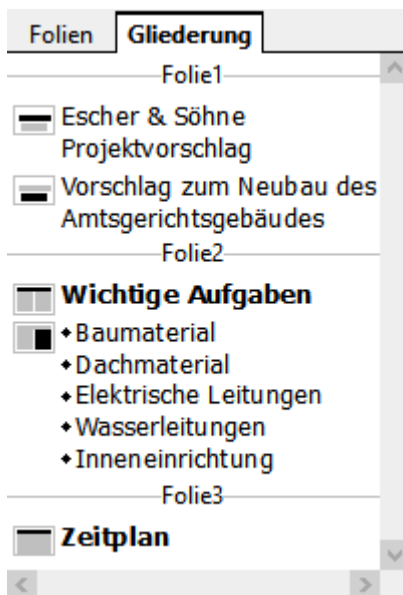 Folien Gliederung
Folie1
Escher & Söhne
Projektvorschlag
Vorschlag zum Neubau des
Amtsgerichtsgebäudes
Folie2
Wichtige Aufgaben
◆Baumaterial
◆Dachmaterial
◆Elektrische Leitungen
◆Wasserleitungen
◆Inneneinrichtung
Folie3
Zeitplan